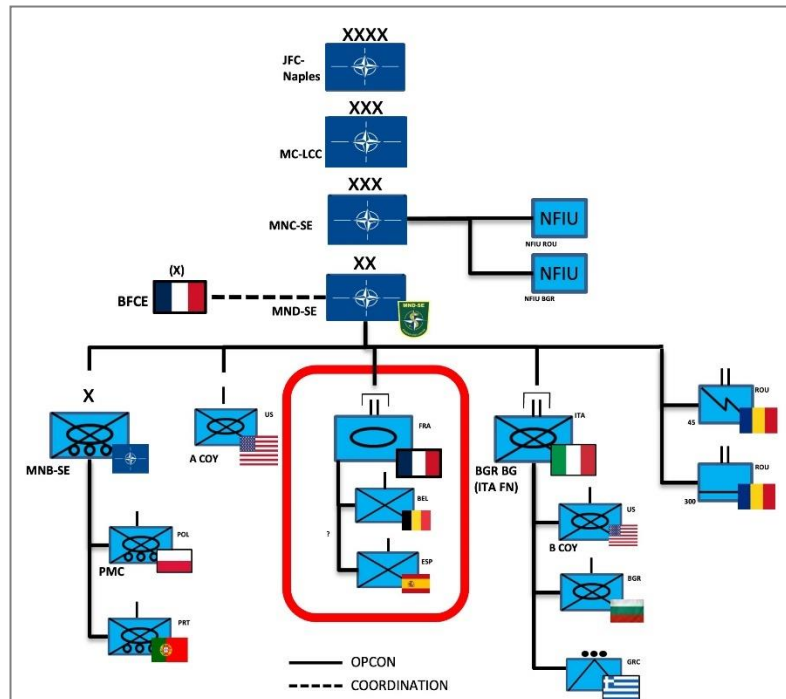 XXXX
JFC-
Naples
XXX
MC-LCC
XXX
MNC-SE
NFIU
NFIU ROU
NFIU
NFIU BGR
XX
(X)
BFCE
MND-SE
MND-SE
X
MNB-SE
US
A COY
FRA
ITA
BGR BG
(ITA FN)
ROU
45
ROU
300
BEL
?
ESP
POL
PMC
PRT
US
B COY
BGR
GRC
OPCON
COORDINATION